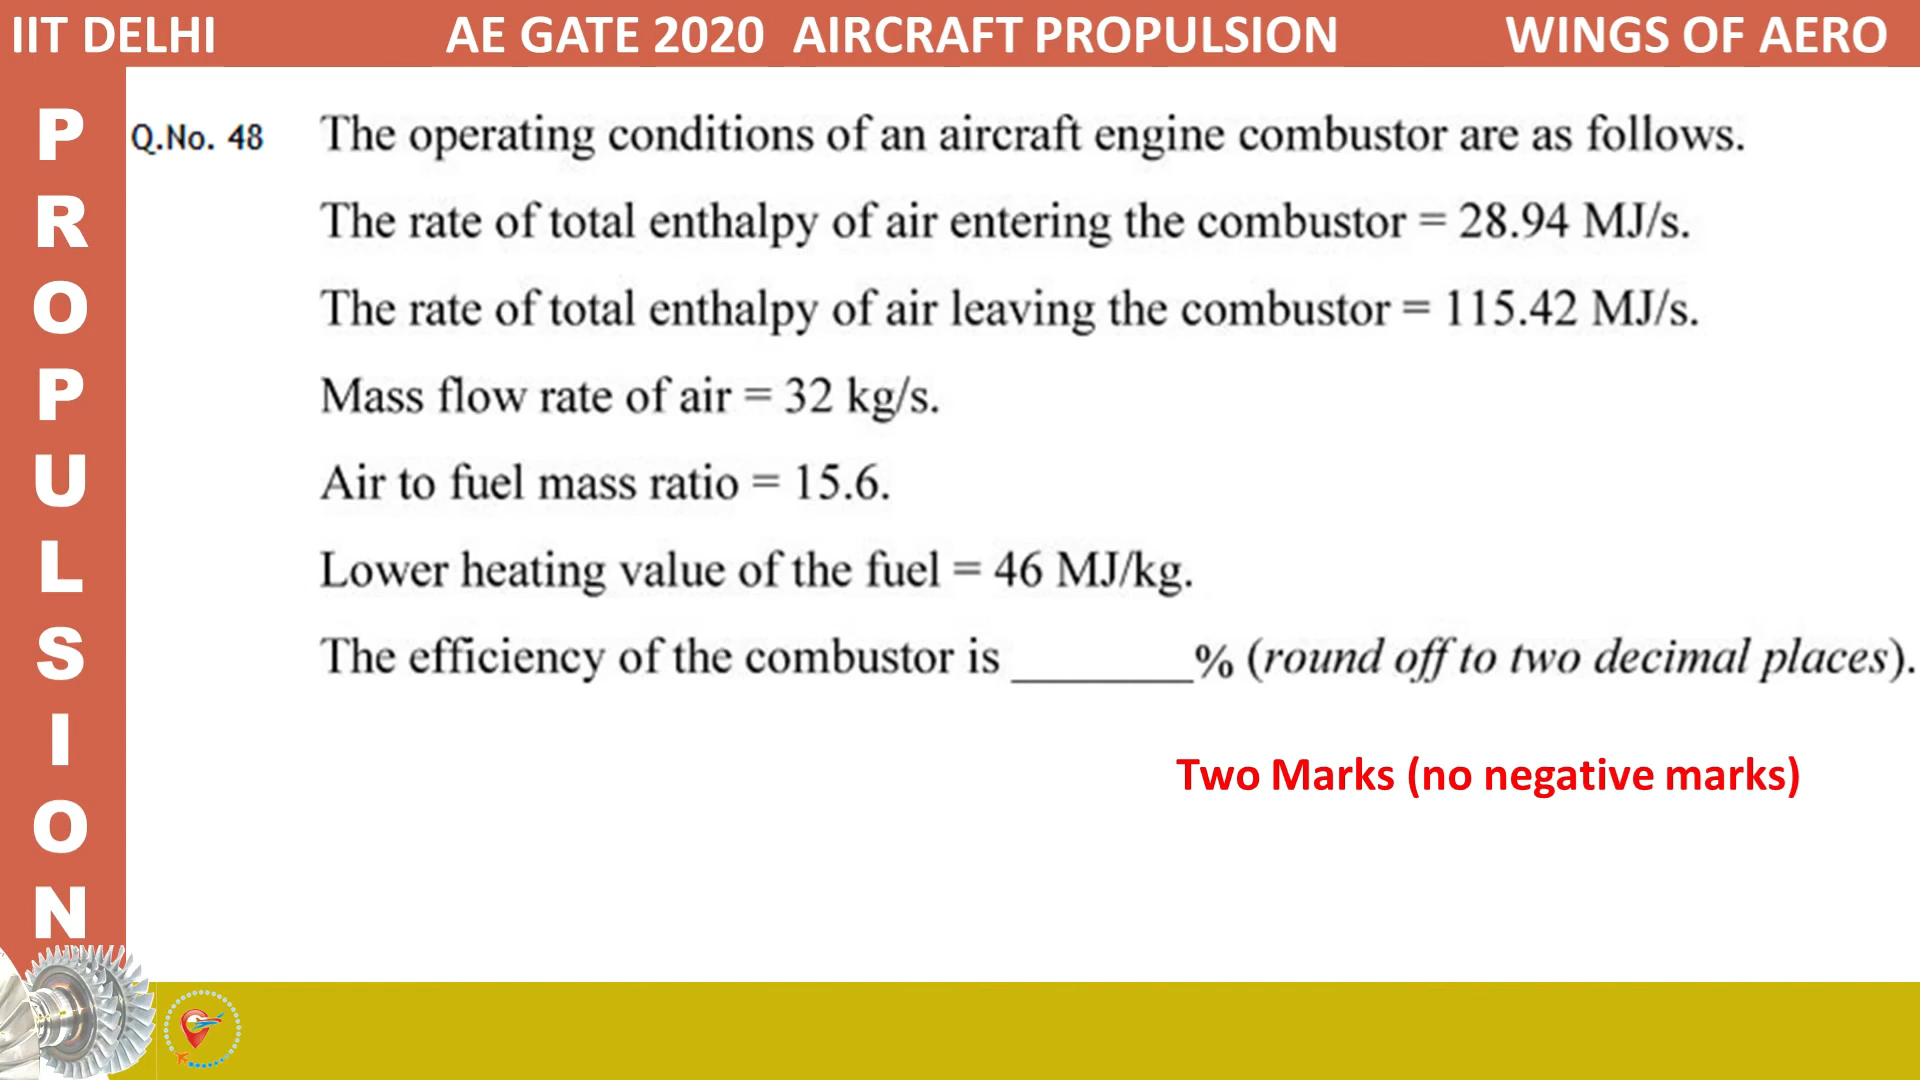 IIT DELHI AE GATE 2020 AIRCRAFT PROPULSION WINGS OF AERO
PROPULSION
Q.No. 48 The operating conditions of an aircraft engine combustor are as follows.
The rate of total enthalpy of air entering the combustor = 28.94 MJ/s.
The rate of total enthalpy of air leaving the combustor = 115.42 MJ/s.
Mass flow rate of air = 32 kg/s.
Air to fuel mass ratio = 15.6.
Lower heating value of the fuel = 46 MJ/kg.
The efficiency of the combustor is ________% (round off to two decimal places).
Two Marks (no negative marks)